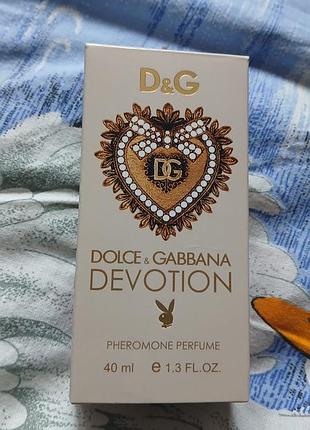 D&G
DG
DOLCE & GABBANA
DEVOTION
PHEROMONE PERFUME
40 ml e 1.3 FL.OZ.